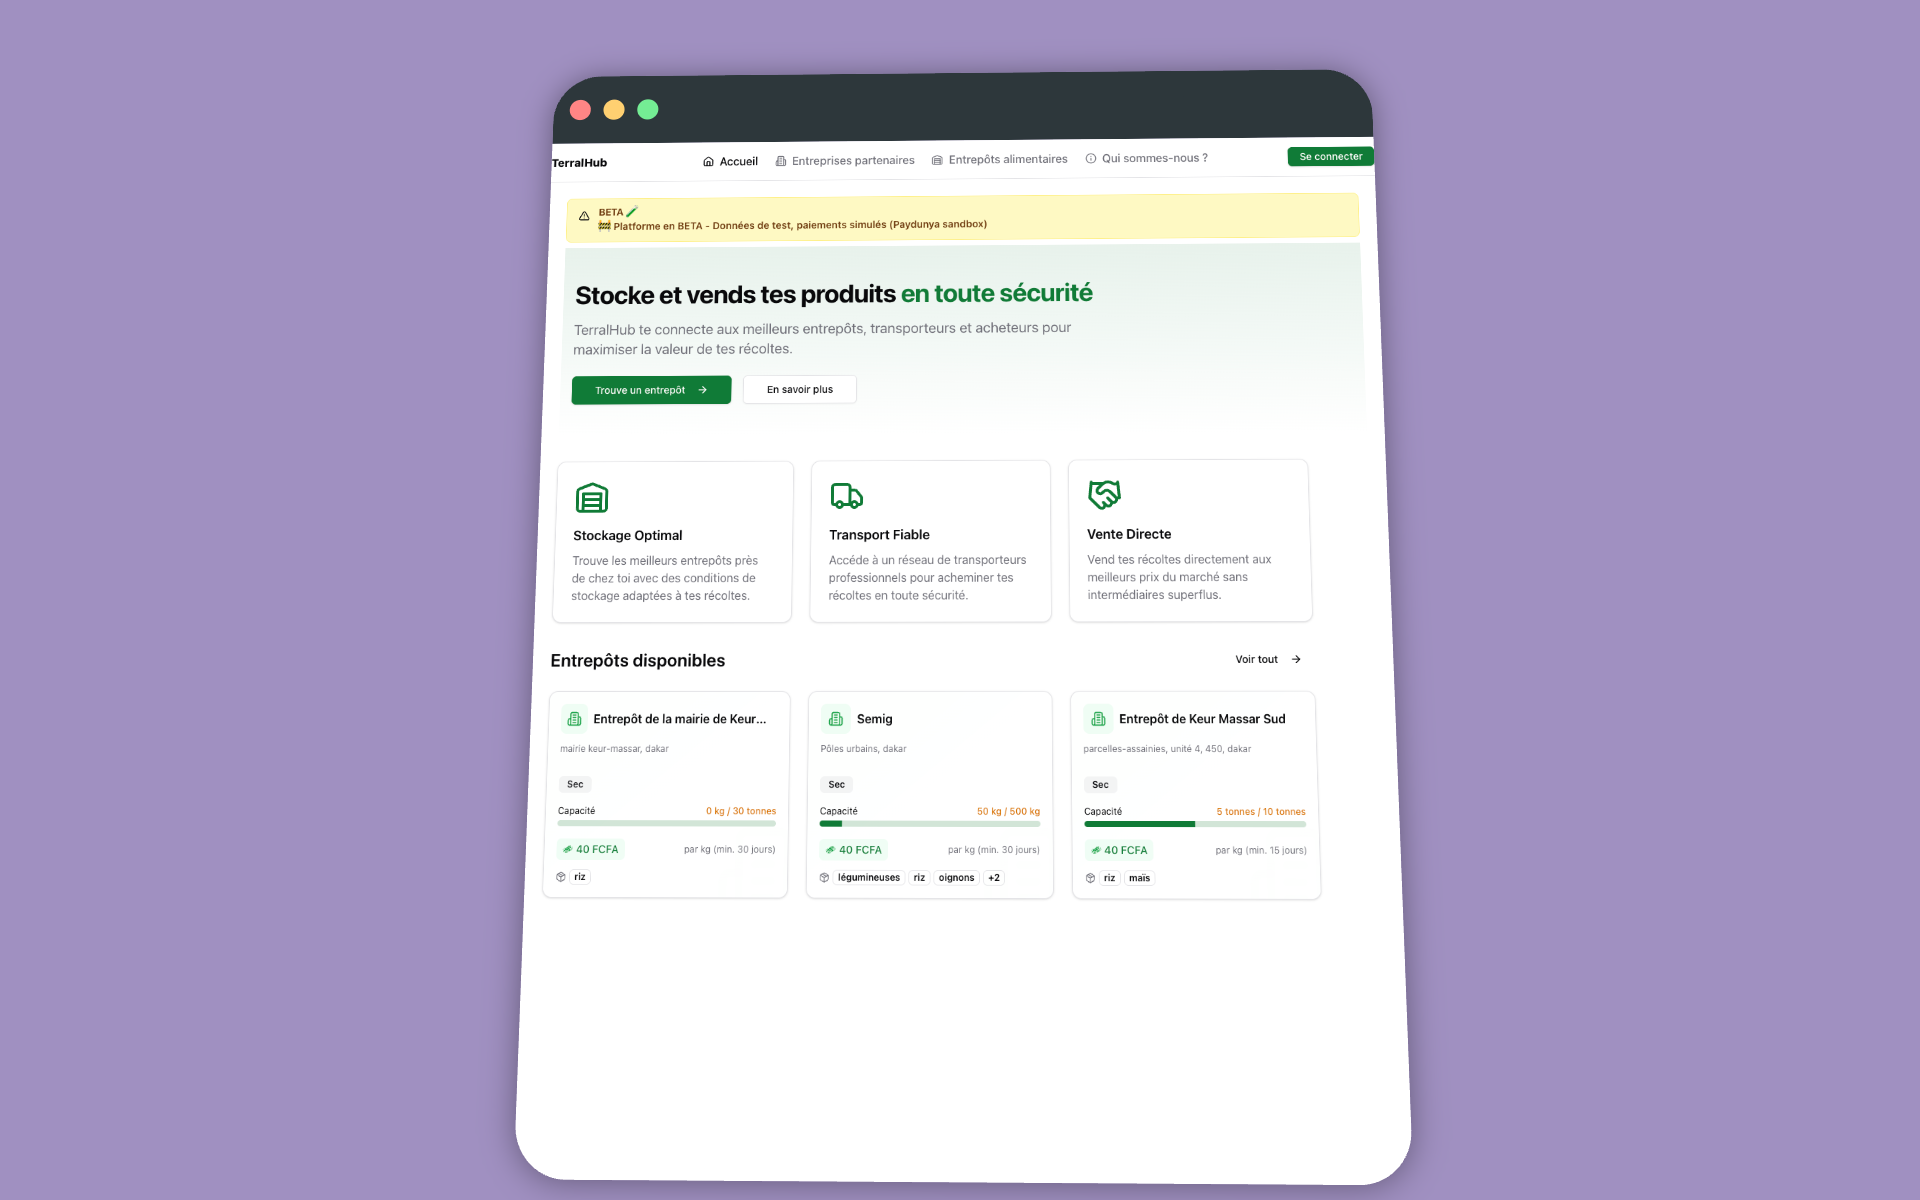 TerralHub
Accueil
Entreprises partenaires
Entrepôts alimentaires
Qui sommes-nous ?
Se connecter
BETA
Platforme en BETA - Données de test, paiements simulés (Paydunya sandbox)
Stocke et vends tes produits en toute sécurité
TerralHub te connecte aux meilleurs entrepôts, transporteurs et acheteurs pour
maximiser la valeur de tes récoltes.
Trouve un entrepôt
En savoir plus
Stockage Optimal
Trouve les meilleurs entrepôts près
de chez toi avec des conditions de
stockage adaptées à tes récoltes.
Transport Fiable
Accéde à un réseau de transporteurs
professionnels pour acheminer tes
récoltes en toute sécurité.
Vente Directe
Vend tes récoltes directement aux
meilleurs prix du marché sans
intermédiaires superflus.
Entrepôts disponibles
Voir tout
Entrepôt de la mairie de Keur...
mairie keur-massar, dakar
Sec
Capacité
0 kg / 30 tonnes
40 FCFA
par kg (min. 30 jours)
riz
Semig
Pôles urbains, dakar
Sec
Capacité
50 kg / 500 kg
40 FCFA
par kg (min. 30 jours)
légumineuses
riz
oignons
+2
Entrepôt de Keur Massar Sud
parcelles-assainies, unité 4, 450, dakar
Sec
Capacité
5 tonnes / 10 tonnes
40 FCFA
par kg (min. 15 jours)
riz
maïs